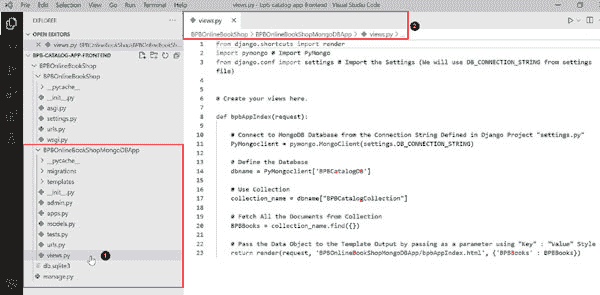 File Edit Selection View Go Run Terminal Help
views.py - bpb-catalog-app-frontend - Visual Studio Code
EXPLORER
OPEN EDITORS
views.py BPBOnlineBookShop\BPBOnlineBookShopMongoDBApp
BPB-CATALOG-APP-FRONTEND
BPBOnlineBookShop
BPBOnlineBookShop
__pycache__
__init__.py
asgi.py
settings.py
urls.py
wsgi.py
BPBOnlineBookShopMongoDBApp
__pycache__
migrations
templates
__init__.py
admin.py
apps.py
models.py
tests.py
urls.py
views.py
1
db.sqlite3
manage.py
views.py
2
BPBOnlineBookShop > BPBOnlineBookShopMongoDBApp > views.py > ...
1 from django.shortcuts import render
2 import pymongo # Import PyMongo
3 from django.conf import settings # Import the Settings (We will use DB_CONNECTION_STRING from settings
file)
4
5
6 # Create your views here.
7
8 def bpbAppIndex(request):
9
10 # Connect to MongoDB Database from the Connection String Defined in Django Project "settings.py"
11 PyMongoclient = pymongo.MongoClient(settings.DB_CONNECTION_STRING)
12
13 # Define the Database
14 dbname = PyMongoclient['BPBCatalogDB']
15
16 # Use Collection
17 collection_name = dbname["BPBCatalogCollection"]
18
19 # Fetch All the Documents from Collection
20 BPBBooks = collection_name.find({})
21
22 # Pass the Data Object to the Template Output by passing as a parameter using "Key" : "Value" Style
23 return render(request, 'BPBOnlineBookShopMongoDBApp/bpbAppIndex.html', {'BPBBooks' : BPBBooks})